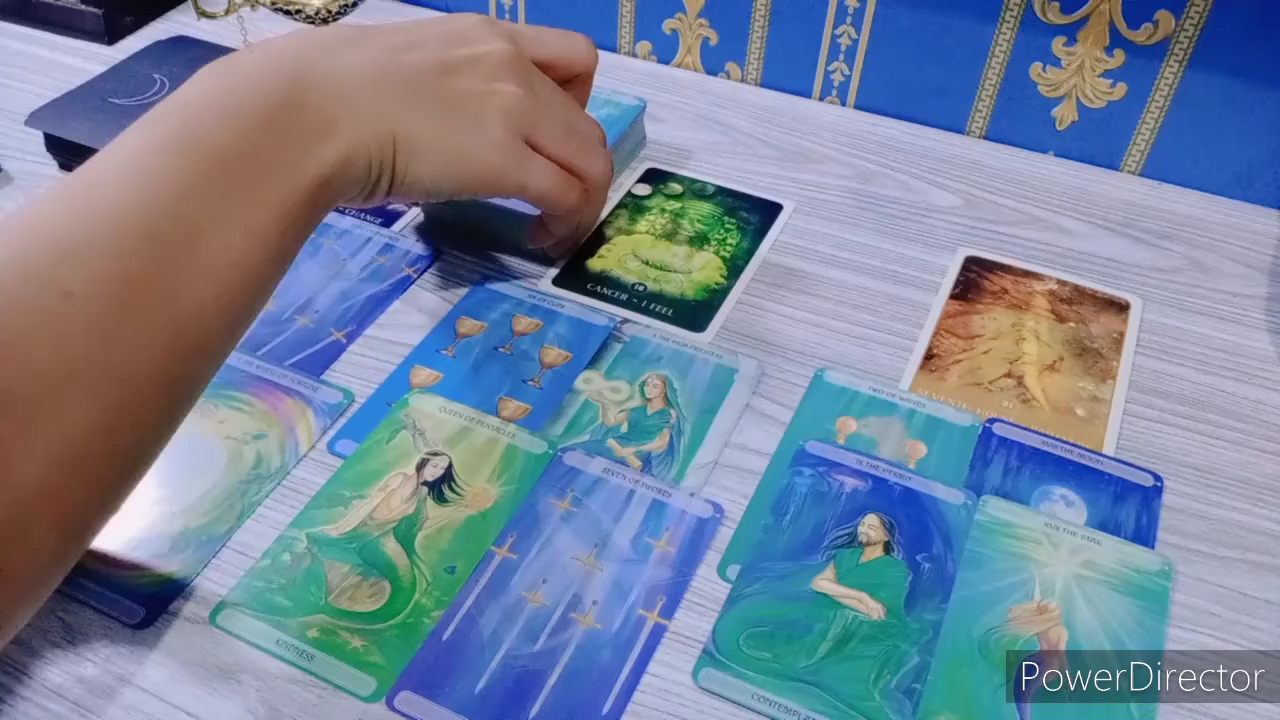 CHANGE
CANCER ~ I FEEL
18
SIX OF CUPS
II THE HIGH PRIESTESS
THE WHEEL OF FORTUNE
QUEEN OF PENTACLES
SEVEN OF SWORDS
TWO OF WANDS
XVIII THE MOON
IX THE HERMIT
XVII THE STAR
KINDNESS
PowerDirector